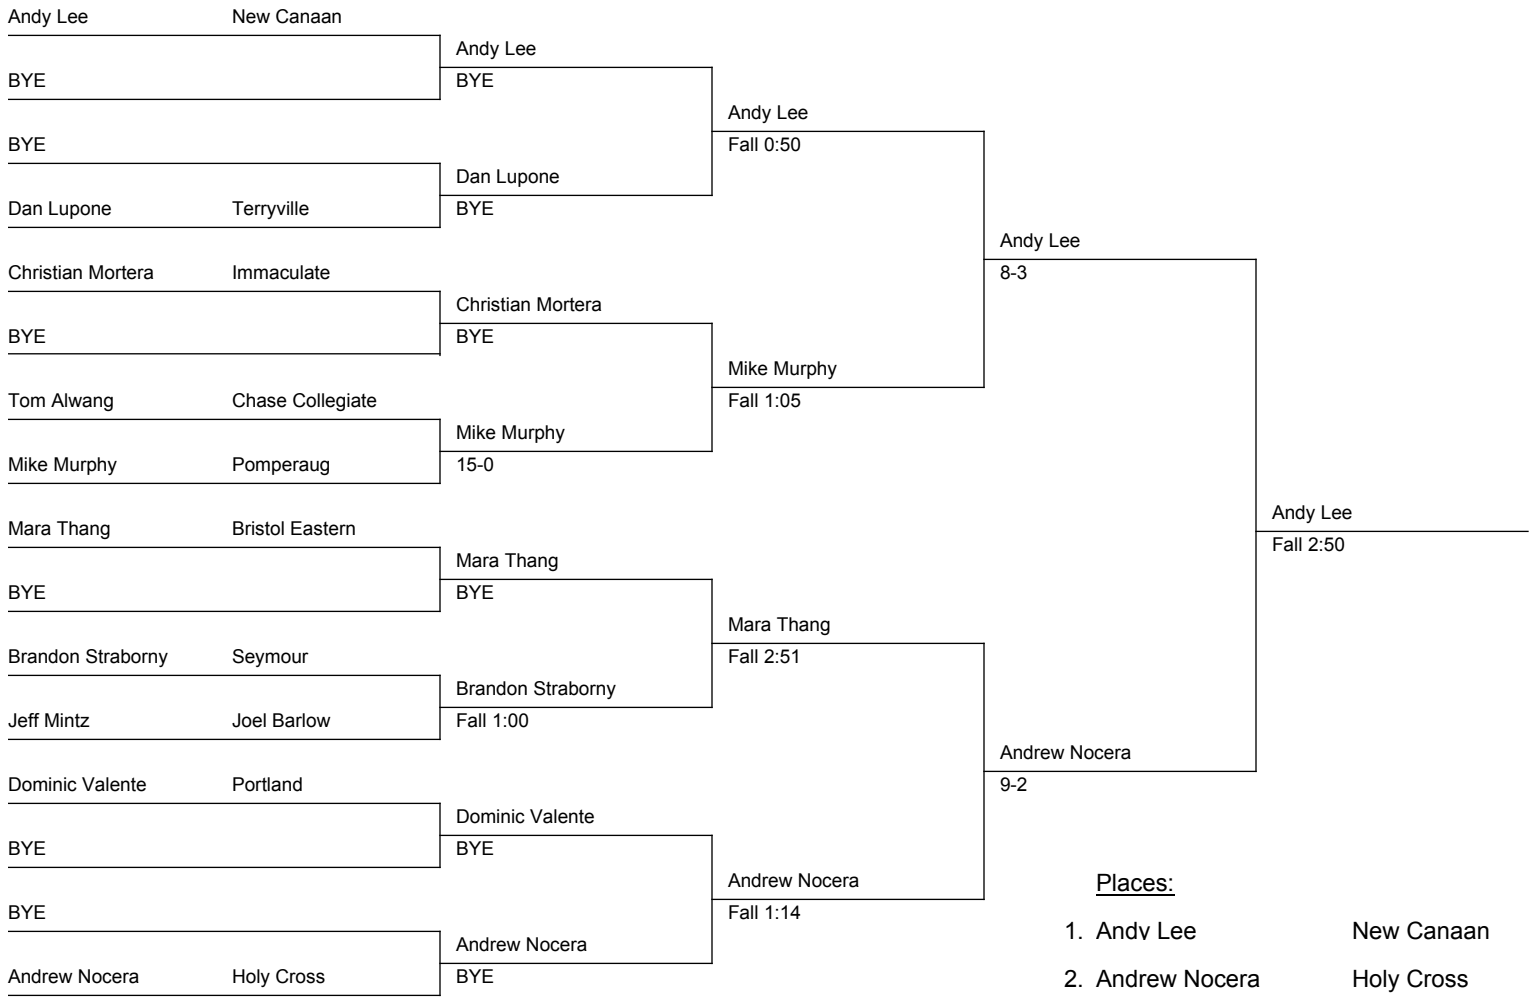 Andy Lee New Canaan
Andy Lee
BYE BYE
Andy Lee
BYE Fall 0:50
Dan Lupone
Dan Lupone Terryville BYE
Andy Lee
Christian Mortera Immaculate 8-3
Christian Mortera
BYE BYE
Mike Murphy
Tom Alwang Chase Collegiate Fall 1:05
Mike Murphy
Mike Murphy Pomperaug 15-0
Andy Lee
Mara Thang Bristol Eastern Fall 2:50
Mara Thang
BYE BYE
Mara Thang
Brandon Straborny Seymour Fall 2:51
Brandon Straborny
Jeff Mintz Joel Barlow Fall 1:00
Andrew Nocera
Dominic Valente Portland 9-2
Dominic Valente
BYE BYE
Andrew Nocera Places:
BYE Fall 1:14
1. Andy Lee New Canaan
Andrew Nocera
Andrew Nocera Holy Cross BYE 2. Andrew Nocera Holy Cross